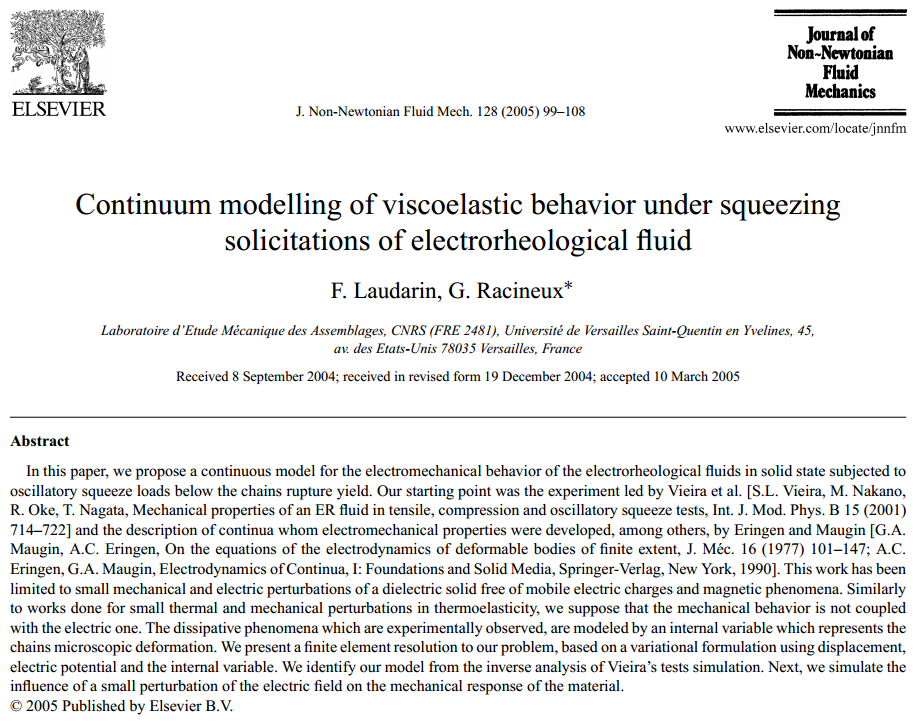 ELSEVIER
J. Non-Newtonian Fluid Mech. 128 (2005) 99–108
Journal of
Non-Newtonian
Fluid
Mechanics
www.elsevier.com/locate/jnnfm
Continuum modelling of viscoelastic behavior under squeezing
solicitations of electrorheological fluid
F. Laudarin, G. Racineux*
Laboratoire d'Etude Mécanique des Assemblages, CNRS (FRE 2481), Université de Versailles Saint-Quentin en Yvelines, 45,
av. des Etats-Unis 78035 Versailles, France
Received 8 September 2004; received in revised form 19 December 2004; accepted 10 March 2005
Abstract
In this paper, we propose a continuous model for the electromechanical behavior of the electrorheological fluids in solid state subjected to
oscillatory squeeze loads below the chains rupture yield. Our starting point was the experiment led by Vieira et al. [S.L. Vieira, M. Nakano,
R. Oke, T. Nagata, Mechanical properties of an ER fluid in tensile, compression and oscillatory squeeze tests, Int. J. Mod. Phys. B 15 (2001)
714–722] and the description of continua whom electromechanical properties were developed, among others, by Eringen and Maugin [G.A.
Maugin, A.C. Eringen, On the equations of the electrodynamics of deformable bodies of finite extent, J. Méc. 16 (1977) 101–147; A.C.
Eringen, G.A. Maugin, Electrodynamics of Continua, I: Foundations and Solid Media, Springer-Verlag, New York, 1990]. This work has been
limited to small mechanical and electric perturbations of a dielectric solid free of mobile electric charges and magnetic phenomena. Similarly
to works done for small thermal and mechanical perturbations in thermoelasticity, we suppose that the mechanical behavior is not coupled
with the electric one. The dissipative phenomena which are experimentally observed, are modeled by an internal variable which represents the
chains microscopic deformation. We present a finite element resolution to our problem, based on a variational formulation using displacement,
electric potential and the internal variable. We identify our model from the inverse analysis of Vieira's tests simulation. Next, we simulate the
influence of a small perturbation of the electric field on the mechanical response of the material.
© 2005 Published by Elsevier B.V.